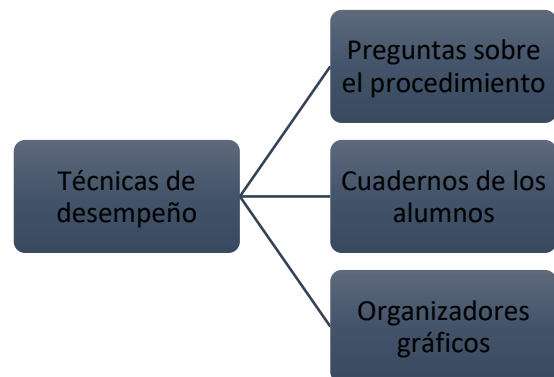 Técnicas de
desempeño
Preguntas sobre
el procedimiento
Cuadernos de los
alumnos
Organizadores
gráficos